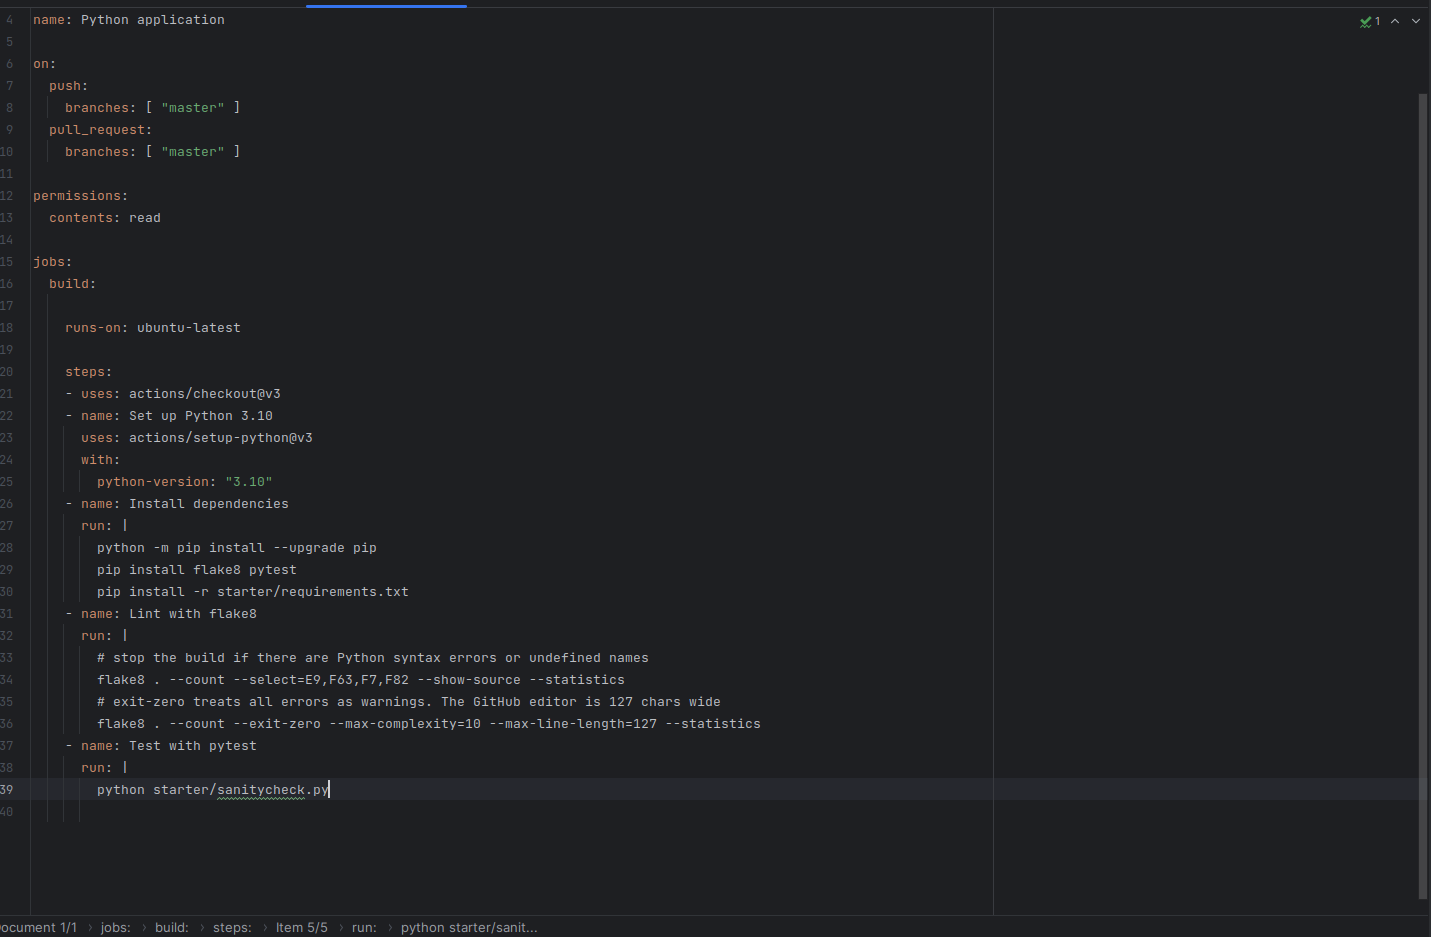 4 name: Python application
5
6 on:
7 push:
8 branches: [ "master" ]
9 pull_request:
10 branches: [ "master" ]
11
12 permissions:
13 contents: read
14
15 jobs:
16 build:
17
18 runs-on: ubuntu-latest
19
20 steps:
21 - uses: actions/checkout@v3
22 - name: Set up Python 3.10
23 uses: actions/setup-python@v3
24 with:
25 python-version: "3.10"
26 - name: Install dependencies
27 run: |
28 python -m pip install --upgrade pip
29 pip install flake8 pytest
30 pip install -r starter/requirements.txt
31 - name: Lint with flake8
32 run: |
33 # stop the build if there are Python syntax errors or undefined names
34 flake8 . --count --select=E9,F63,F7,F82 --show-source --statistics
35 # exit-zero treats all errors as warnings. The GitHub editor is 127 chars wide
36 flake8 . --count --exit-zero --max-complexity=10 --max-line-length=127 --statistics
37 - name: Test with pytest
38 run: |
39 python starter/sanitycheck.py
40
1
ocument 1/1 › jobs: › build: › steps: › Item 5/5 › run: › python starter/sanit...